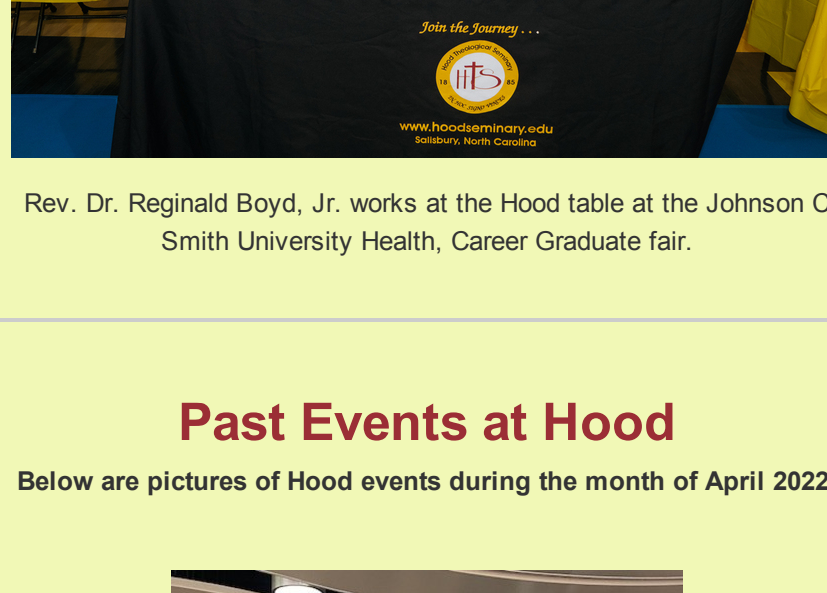 Join the Journey . . .
Hood Theological Seminary
18 HTS 85
www.hoodseminary.edu
Salisbury, North Carolina
Rev. Dr. Reginald Boyd, Jr. works at the Hood table at the Johnson C
Smith University Health, Career Graduate fair.
Past Events at Hood
Below are pictures of Hood events during the month of April 2022